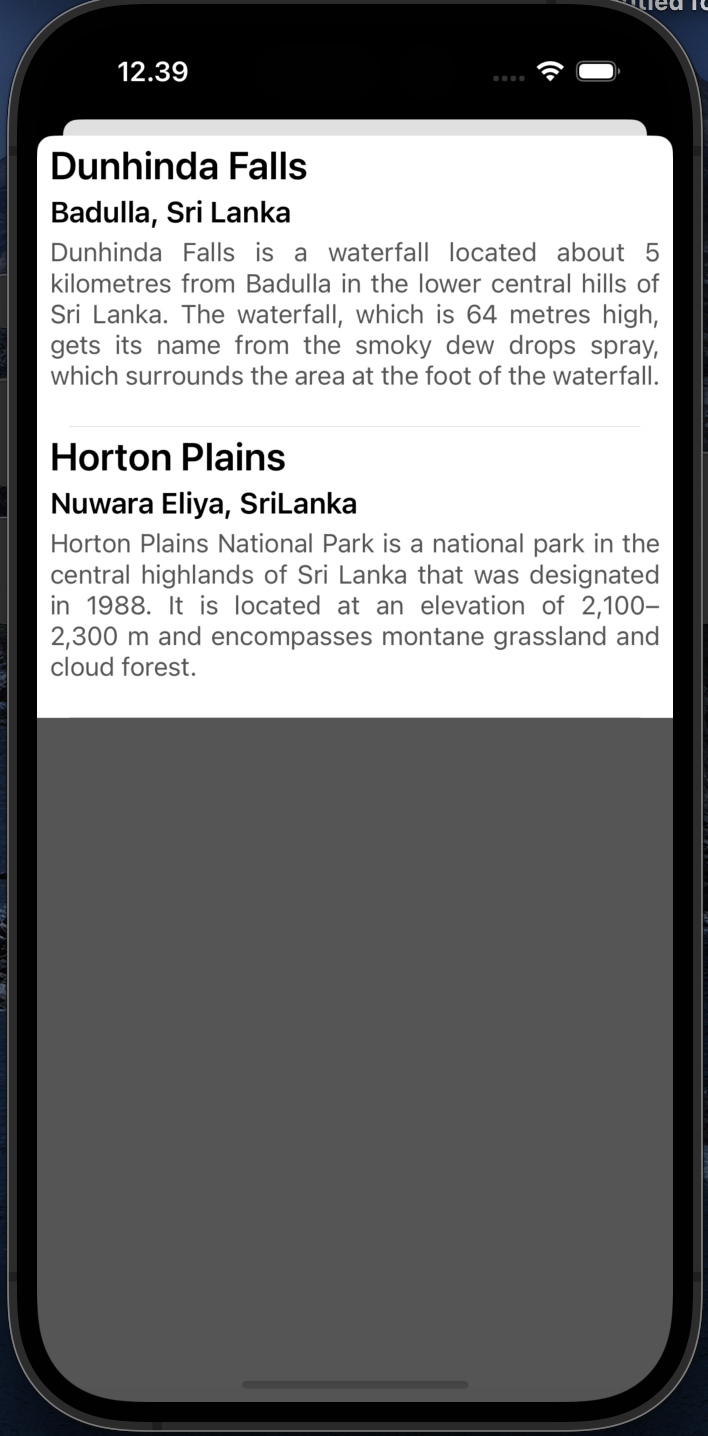 12.39
Dunhinda Falls
Badulla, Sri Lanka
Dunhinda Falls is a waterfall located about 5
kilometres from Badulla in the lower central hills of
Sri Lanka. The waterfall, which is 64 metres high,
gets its name from the smoky dew drops spray,
which surrounds the area at the foot of the waterfall.
Horton Plains
Nuwara Eliya, SriLanka
Horton Plains National Park is a national park in the
central highlands of Sri Lanka that was designated
in 1988. It is located at an elevation of 2,100–
2,300 m and encompasses montane grassland and
cloud forest.